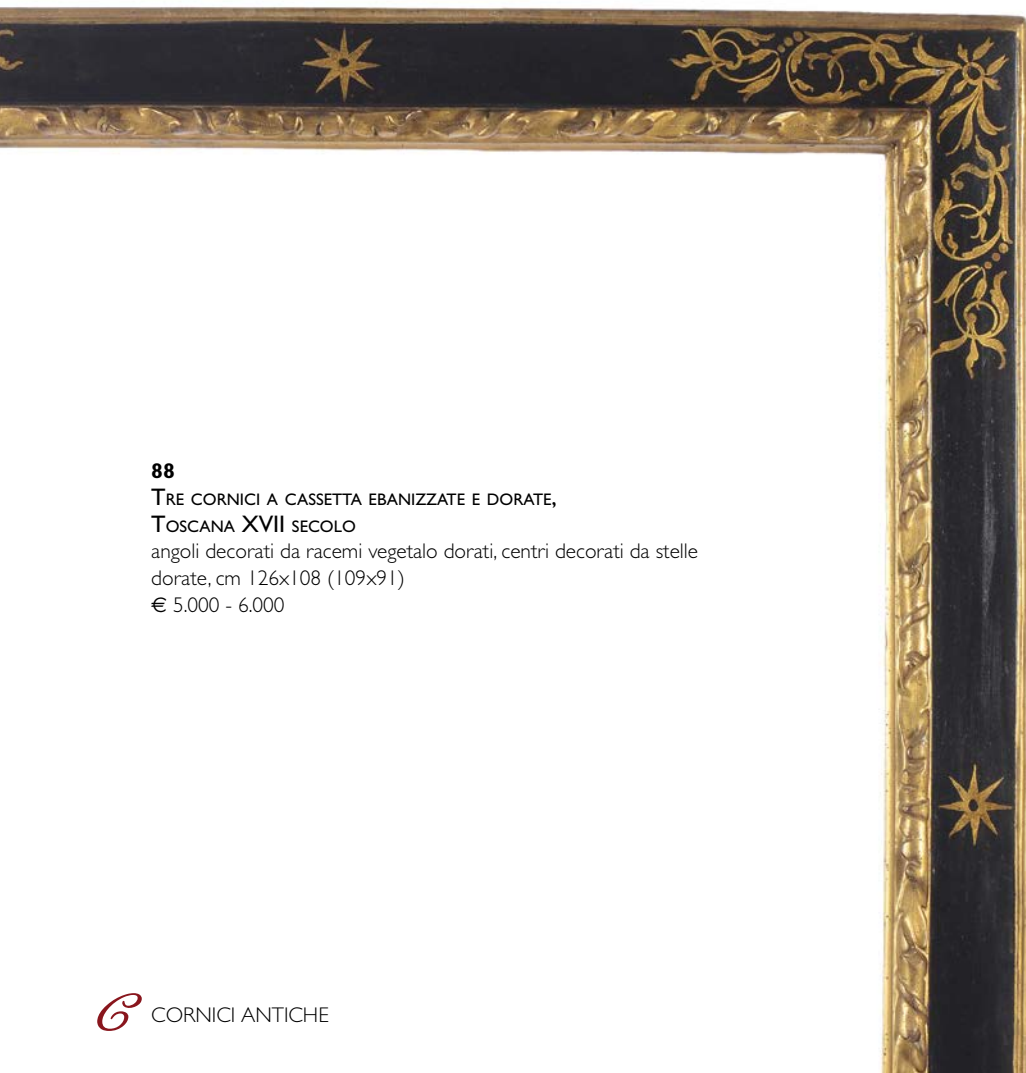 88
Tre cornici a cassetta ebanizzate e dorate,
Toscana XVII secolo
angoli decorati da racemi vegetalo dorati, centri decorati da stelle
dorate, cm 126x108 (109x91)
€ 5.000 - 6.000
C CORNICI ANTICHE